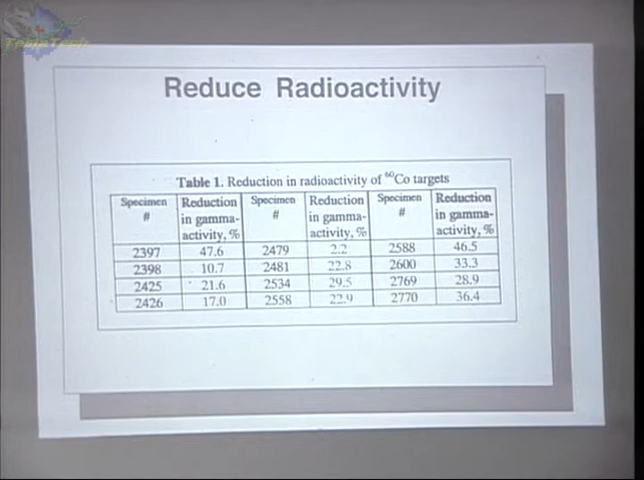 Reduce Radioactivity
Table 1. Reduction in radioactivity of ⁶⁰Co targets
Specimen # Reduction in gamma-activity, % Specimen # Reduction in gamma-activity, % Specimen # Reduction in gamma-activity, %
2397 47.6 2479 2.2 2588 46.5
2398 10.7 2481 22.8 2600 33.3
2425 21.6 2534 29.5 2769 28.9
2426 17.0 2558 22.9 2770 36.4